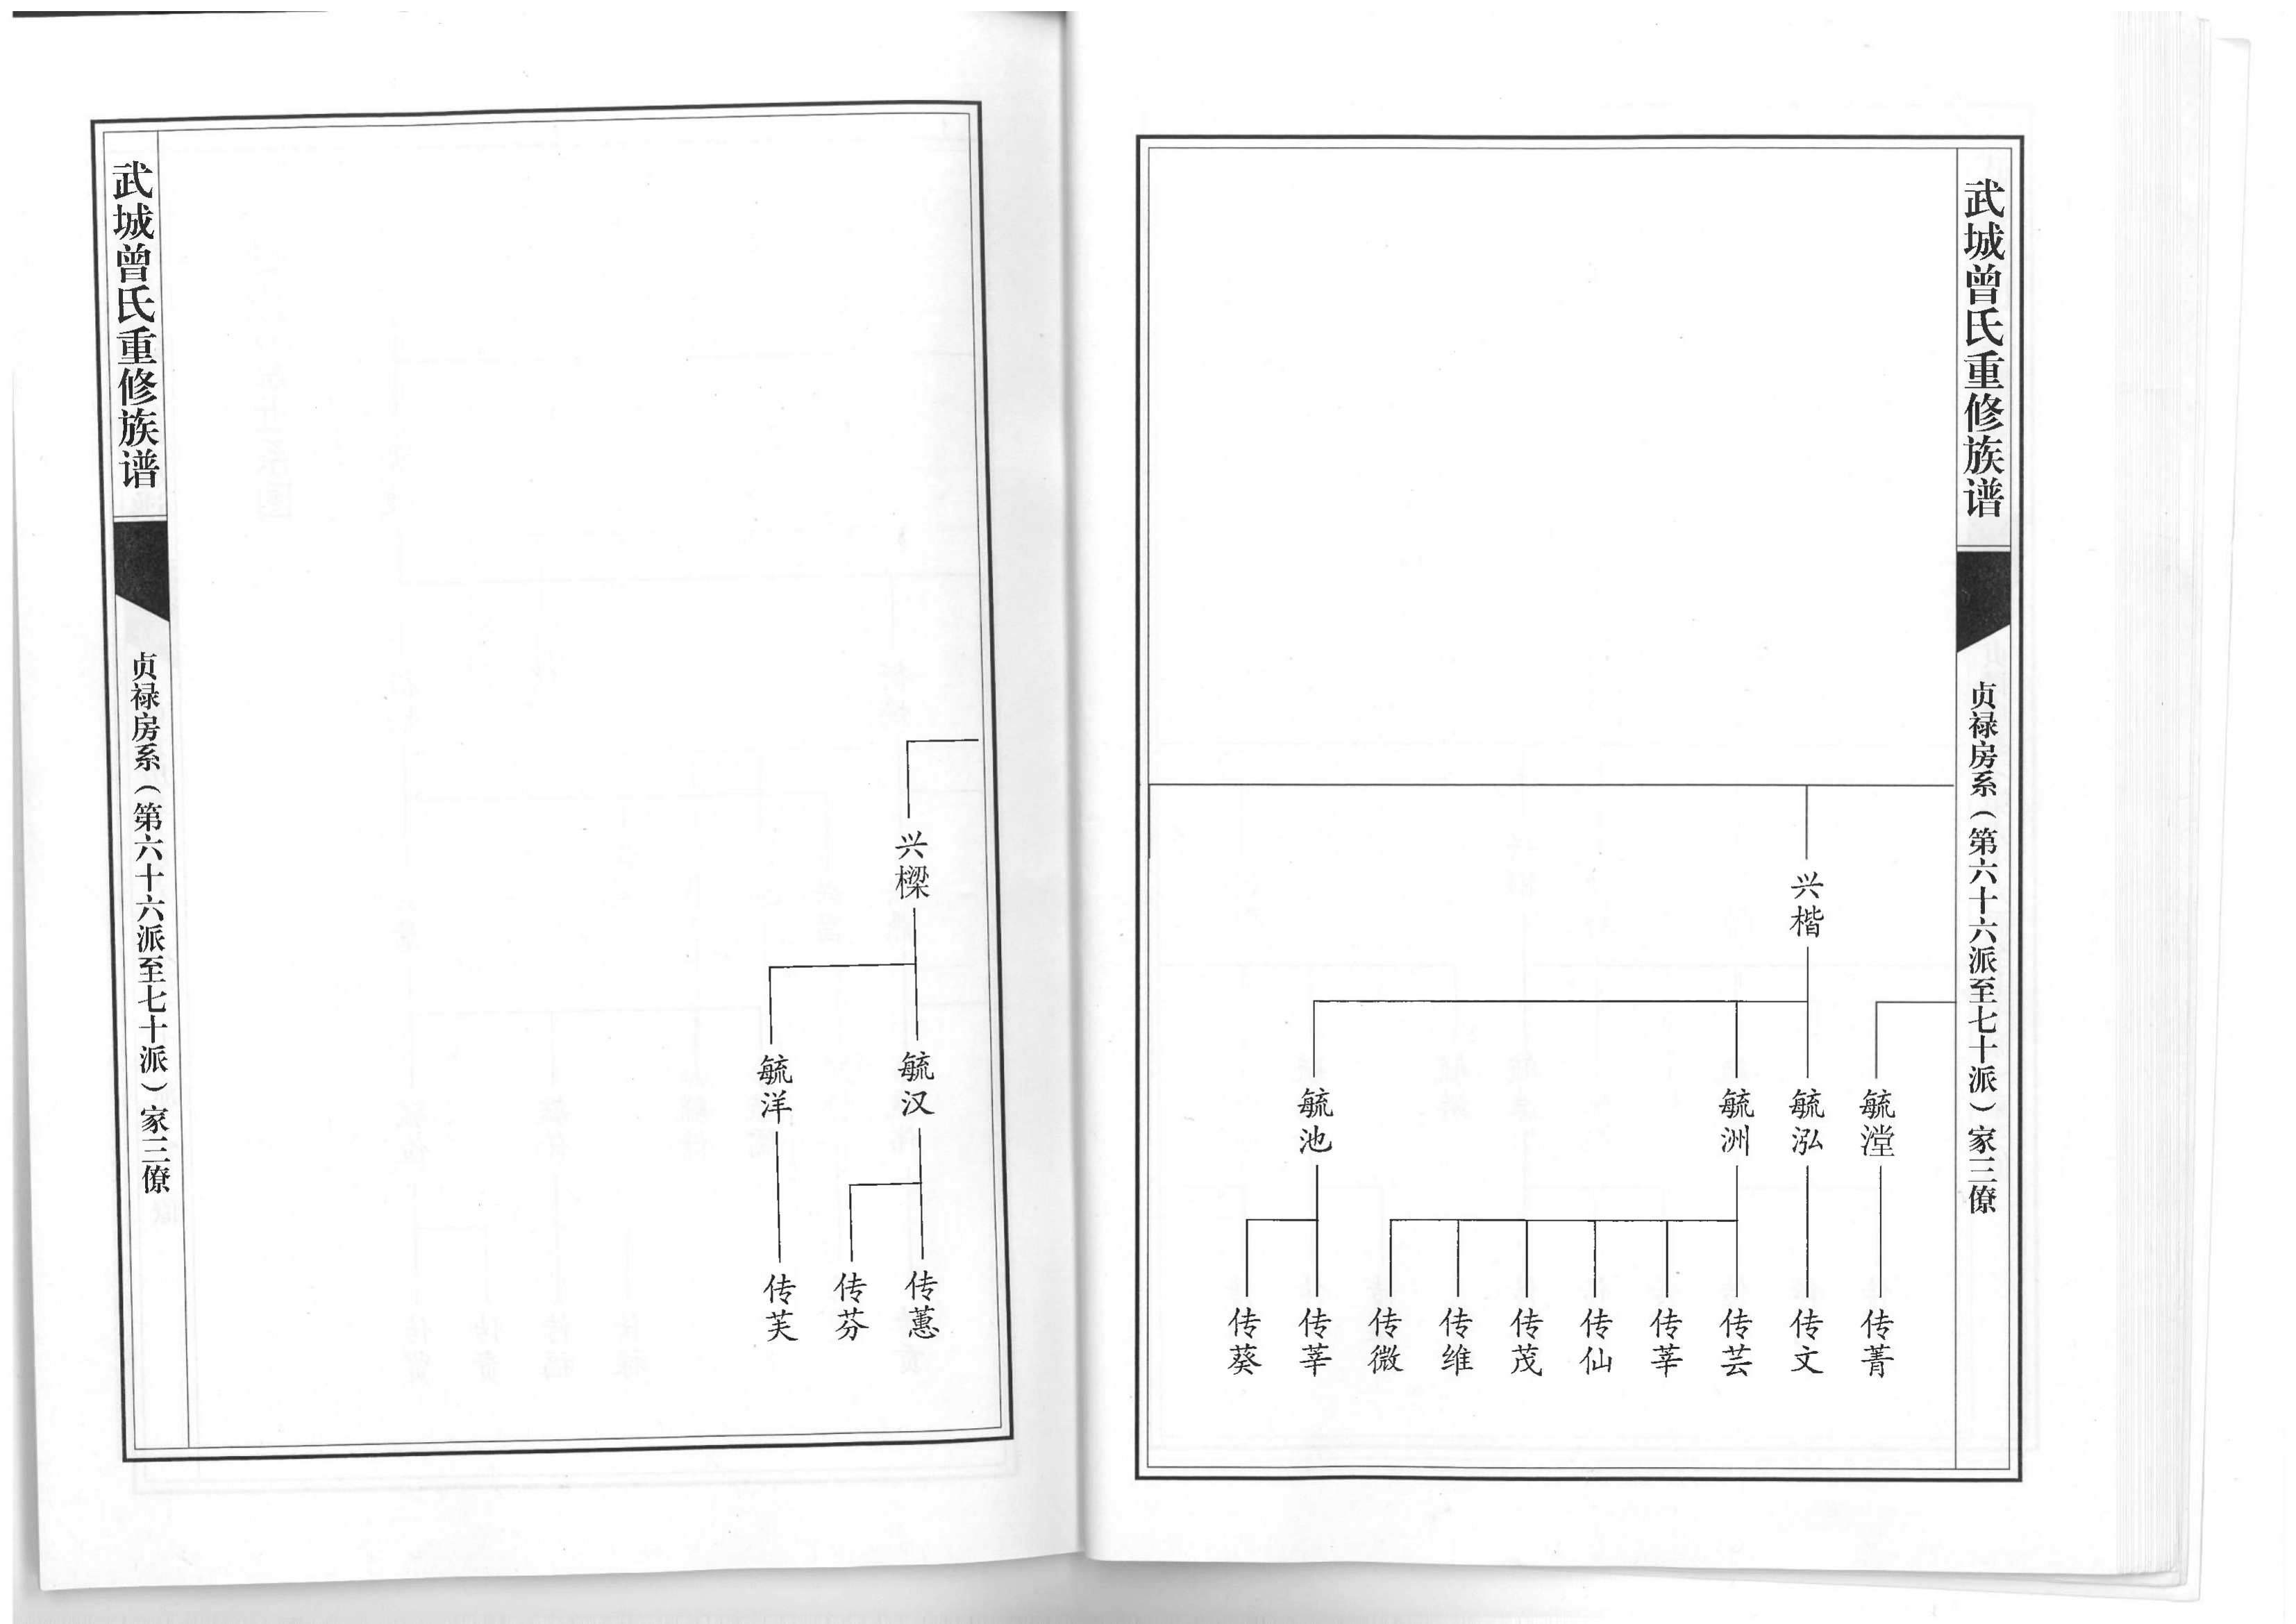 武城曾氏重修族谱
贞禄房系（第六十六派至七十派）家三僚
兴楷
毓漟
毓泓
毓洲
毓池
传菁
传文
传芸
传莘
传仙
传茂
传维
传微
传莘
传葵
武城曾氏重修族谱
贞禄房系（第六十六派至七十派）家三僚
兴樑
毓汉
毓洋
传蕙
传芬
传芙